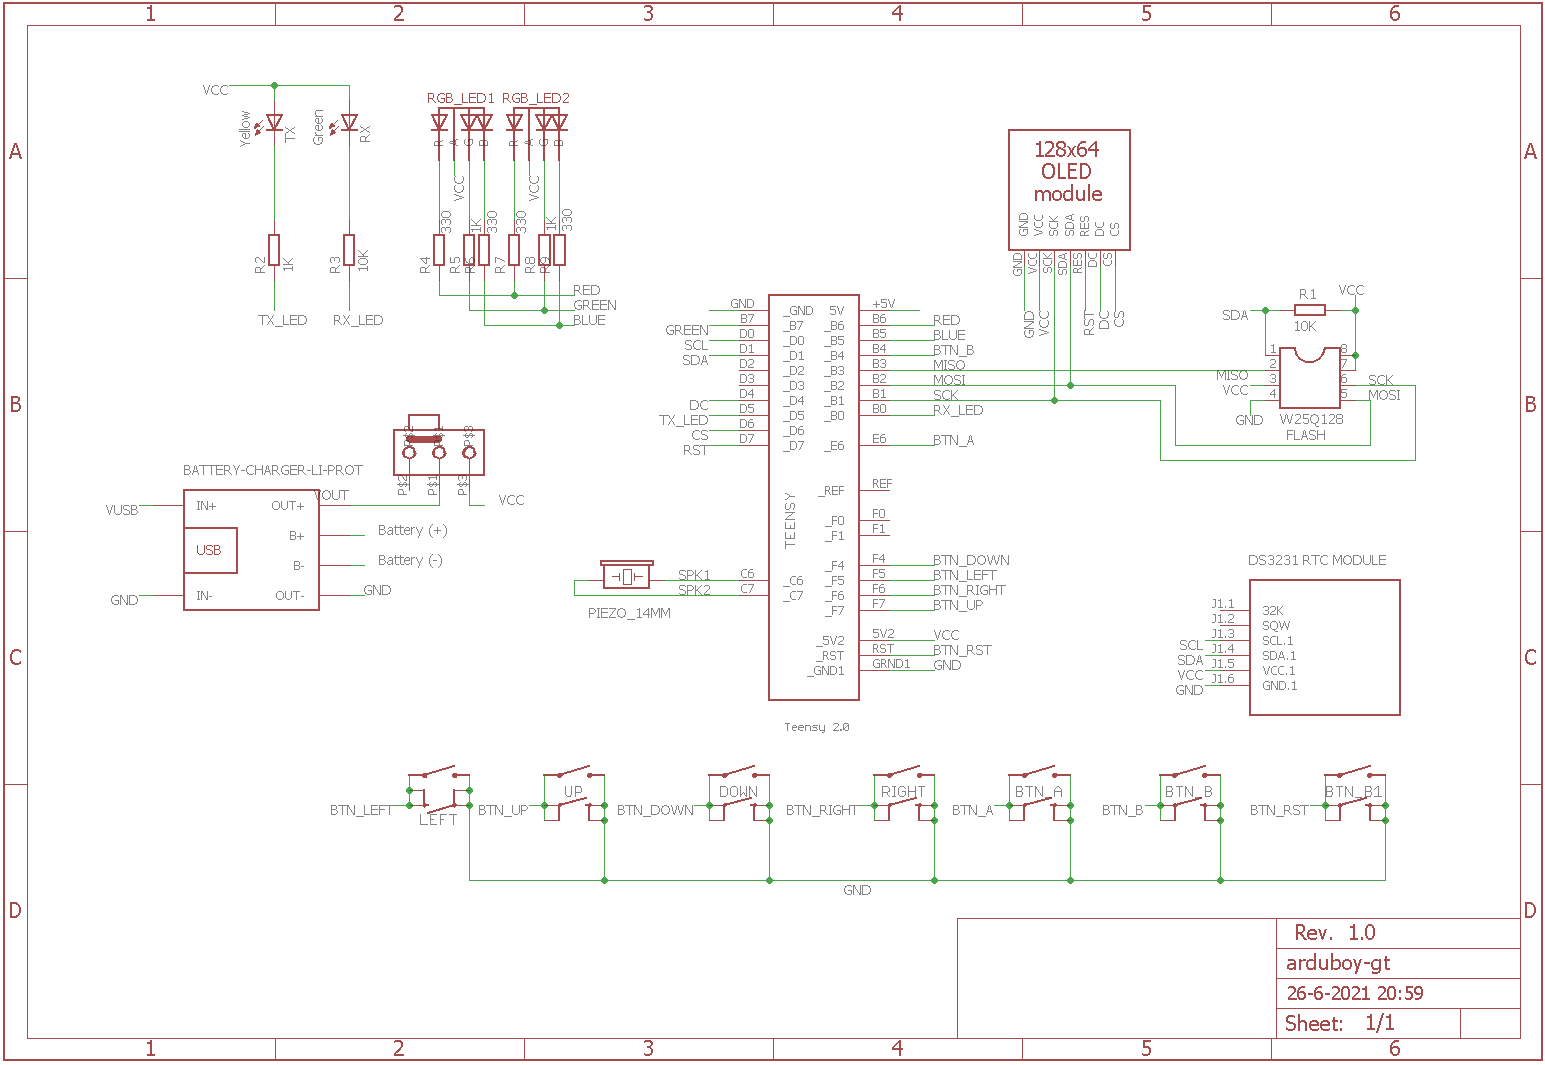 1 2 3 4 5 6
A B C D
A B C D
1 2 3 4 5 6
VCC
Yellow
TX
Green
RX
R2
1K
R3
10K
TX_LED
RX_LED
RGB_LED1
RGB_LED2
R A G B
R A G B
VCC
VCC
330
1K
330
330
1K
330
R4
R5
R6
R7
R8
R9
RED
GREEN
BLUE
128x64
OLED
module
GND VCC SCK SDA RES DC CS
GND VCC SCK SDA RES DC CS
GND VCC RST DC CS
R1
10K
VCC
SDA
1 8
2 7
3 6
4 5
MISO
VCC
GND
SCK
MOSI
W25Q128
FLASH
GND _GND
GREEN B7 _B7
SCL D0 _D0
SDA D1 _D1
D2 _D2
D3 _D3
DC D4 _D4
TX_LED D5 _D5
CS D6 _D6
RST D7 _D7
SPK1 C6 _C6
SPK2 C7 _C7
5V +5V
_B6 B6 RED
_B5 B5 BLUE
_B4 B4 BTN_B
_B3 B3 MISO
_B2 B2 MOSI
_B1 B1 SCK
_B0 B0 RX_LED
_E6 E6 BTN_A
_REF REF
_F0 F0
_F1 F1
_F4 F4 BTN_DOWN
_F5 F5 BTN_LEFT
_F6 F6 BTN_RIGHT
_F7 F7 BTN_UP
_5V2 5V2 VCC
_RST RST BTN_RST
_GND1 GRND1 GND
TEENSY
Teensy 2.0
PIEZO_14MM
P$2 P$1 P$3
P$2 P$1 P$3
VCC
BATTERY-CHARGER-LI-PROT
VOUT
VUSB
IN+
OUT+
B+
Battery (+)
USB
B-
Battery (-)
GND
IN-
OUT-
GND
DS3231 RTC MODULE
J1.1 32K
J1.2 SQW
SCL J1.3 SCL.1
SDA J1.4 SDA.1
VCC J1.5 VCC.1
GND J1.6 GND.1
BTN_LEFT
LEFT
BTN_UP
UP
BTN_DOWN
DOWN
BTN_RIGHT
RIGHT
BTN_A
BTN_A
BTN_B
BTN_B
BTN_RST
BTN_B1
GND
Rev. 1.0
arduboy-gt
26-6-2021 20:59
Sheet: 1/1